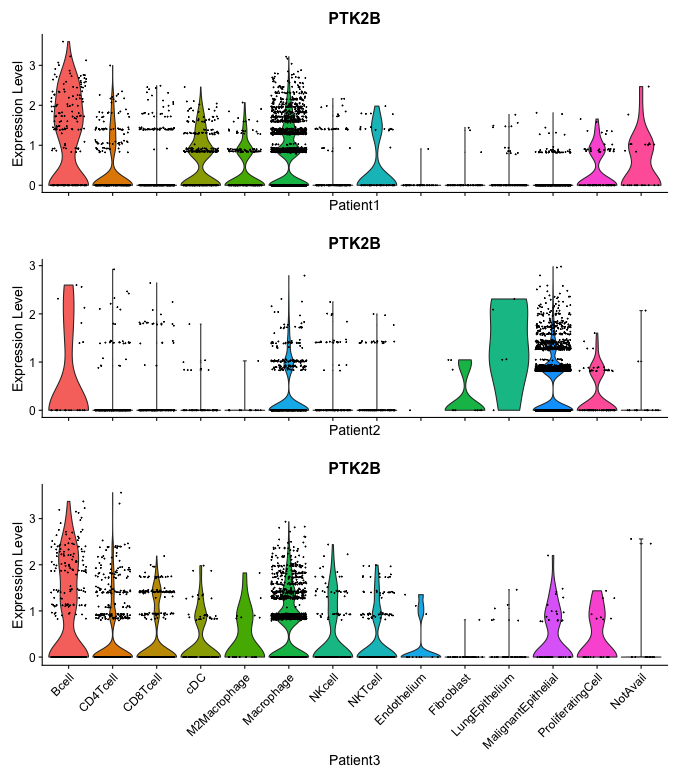 PTK2B
Expression Level
3
2
1
0
Patient1
PTK2B
Expression Level
3
2
1
0
Patient2
PTK2B
Expression Level
3
2
1
0
Bcell
CD4Tcell
CD8Tcell
cDC
M2Macrophage
Macrophage
NKcell
NKTcell
Endothelium
Fibroblast
LungEpithelium
MalignantEpithelial
ProliferatingCell
NotAvail
Patient3